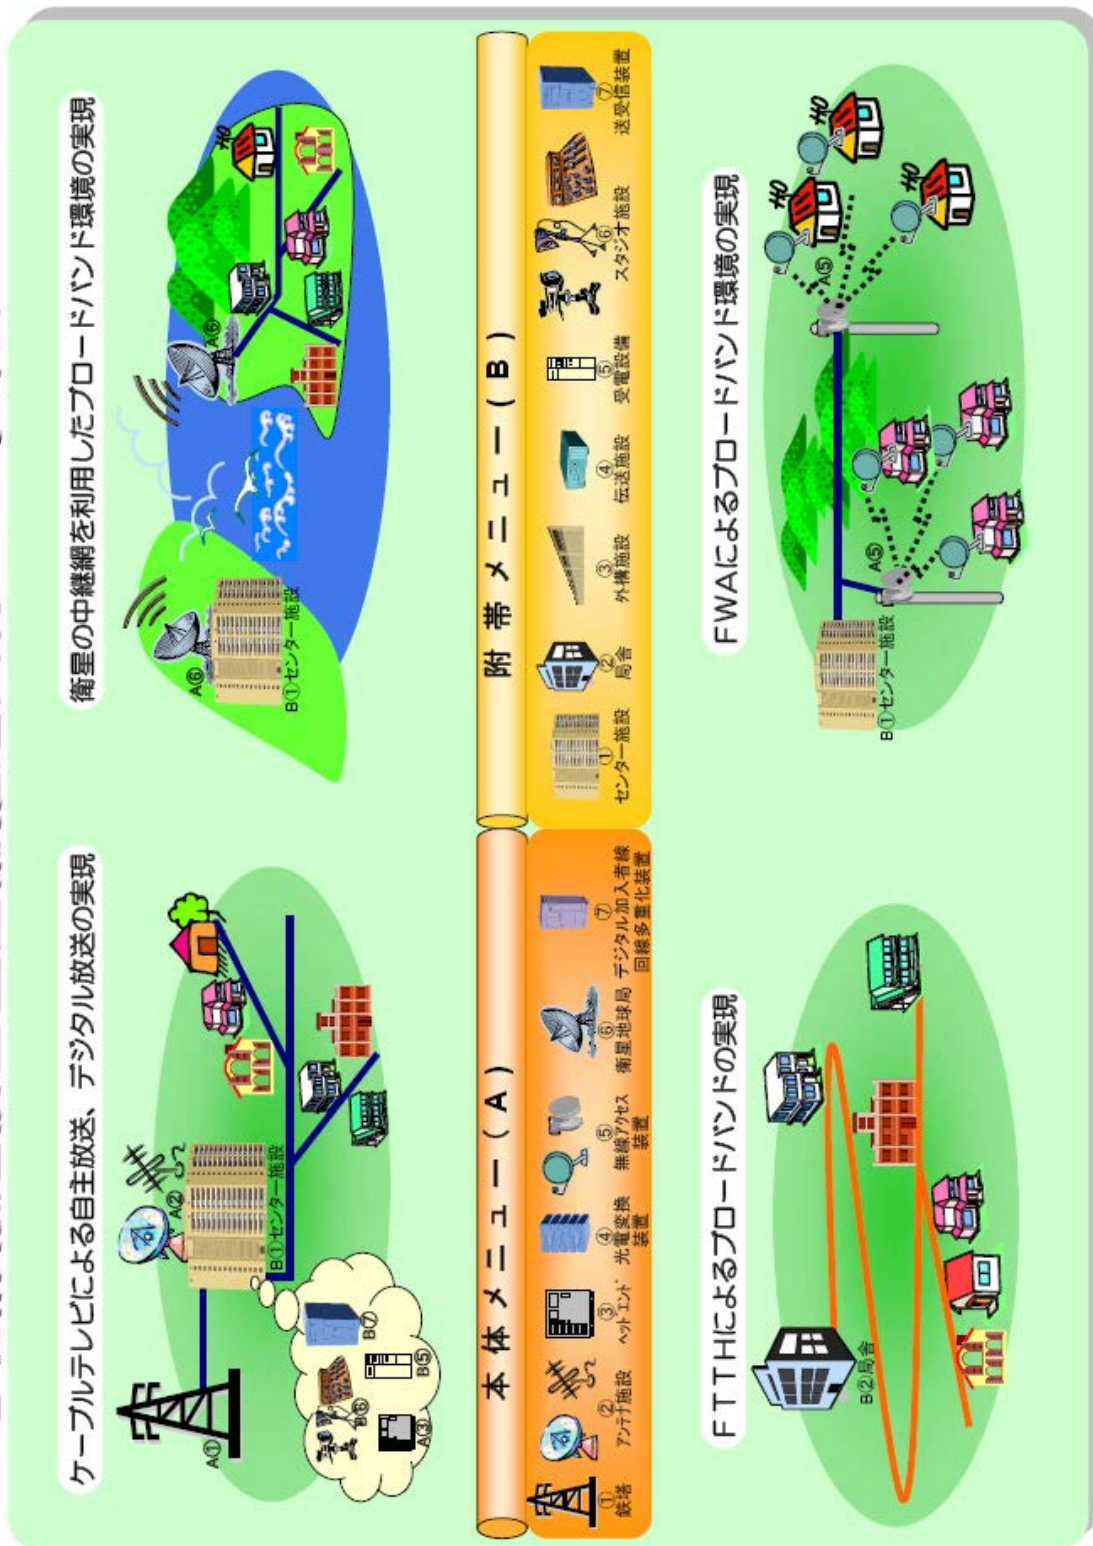 ケーブルテレビによる自主放送、デジタル放送の実現
A①
A②
B①センター施設
B⑥
B⑦
A③
B⑤
衛星の中継網を利用したブロードバンド環境の実現
A⑥
B①センター施設
A⑥
本体メニュー(A)
①
鉄塔
②
アンテナ施設
③
ヘッドエンド
④
光電変換
装置
⑤
無線アクセス
装置
⑥
衛星地球局
⑦
デジタル加入者線
回線多重化装置
附帯メニュー(B)
①
センター施設
②
局舎
③
外構施設
④
伝送施設
⑤
受電設備
⑥
スタジオ施設
⑦
送受信装置
FTTHによるブロードバンドの実現
B②局舎
FWAによるブロードバンド環境の実現
B①センター施設
A⑤
A⑤